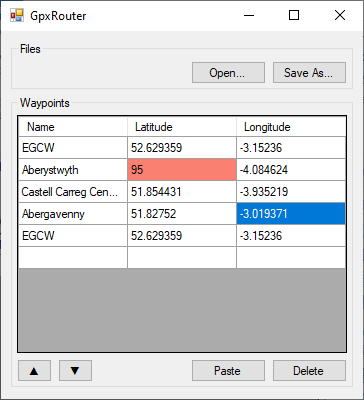 GpxRouter
Files
Open...
Save As...
Waypoints
Name Latitude Longitude
EGCW 52.629359 -3.15236
Aberystwyth 95 -4.084624
Castell Carreg Cen... 51.854431 -3.935219
Abergavenny 51.82752 -3.019371
EGCW 52.629359 -3.15236
▲ ▼ Paste Delete